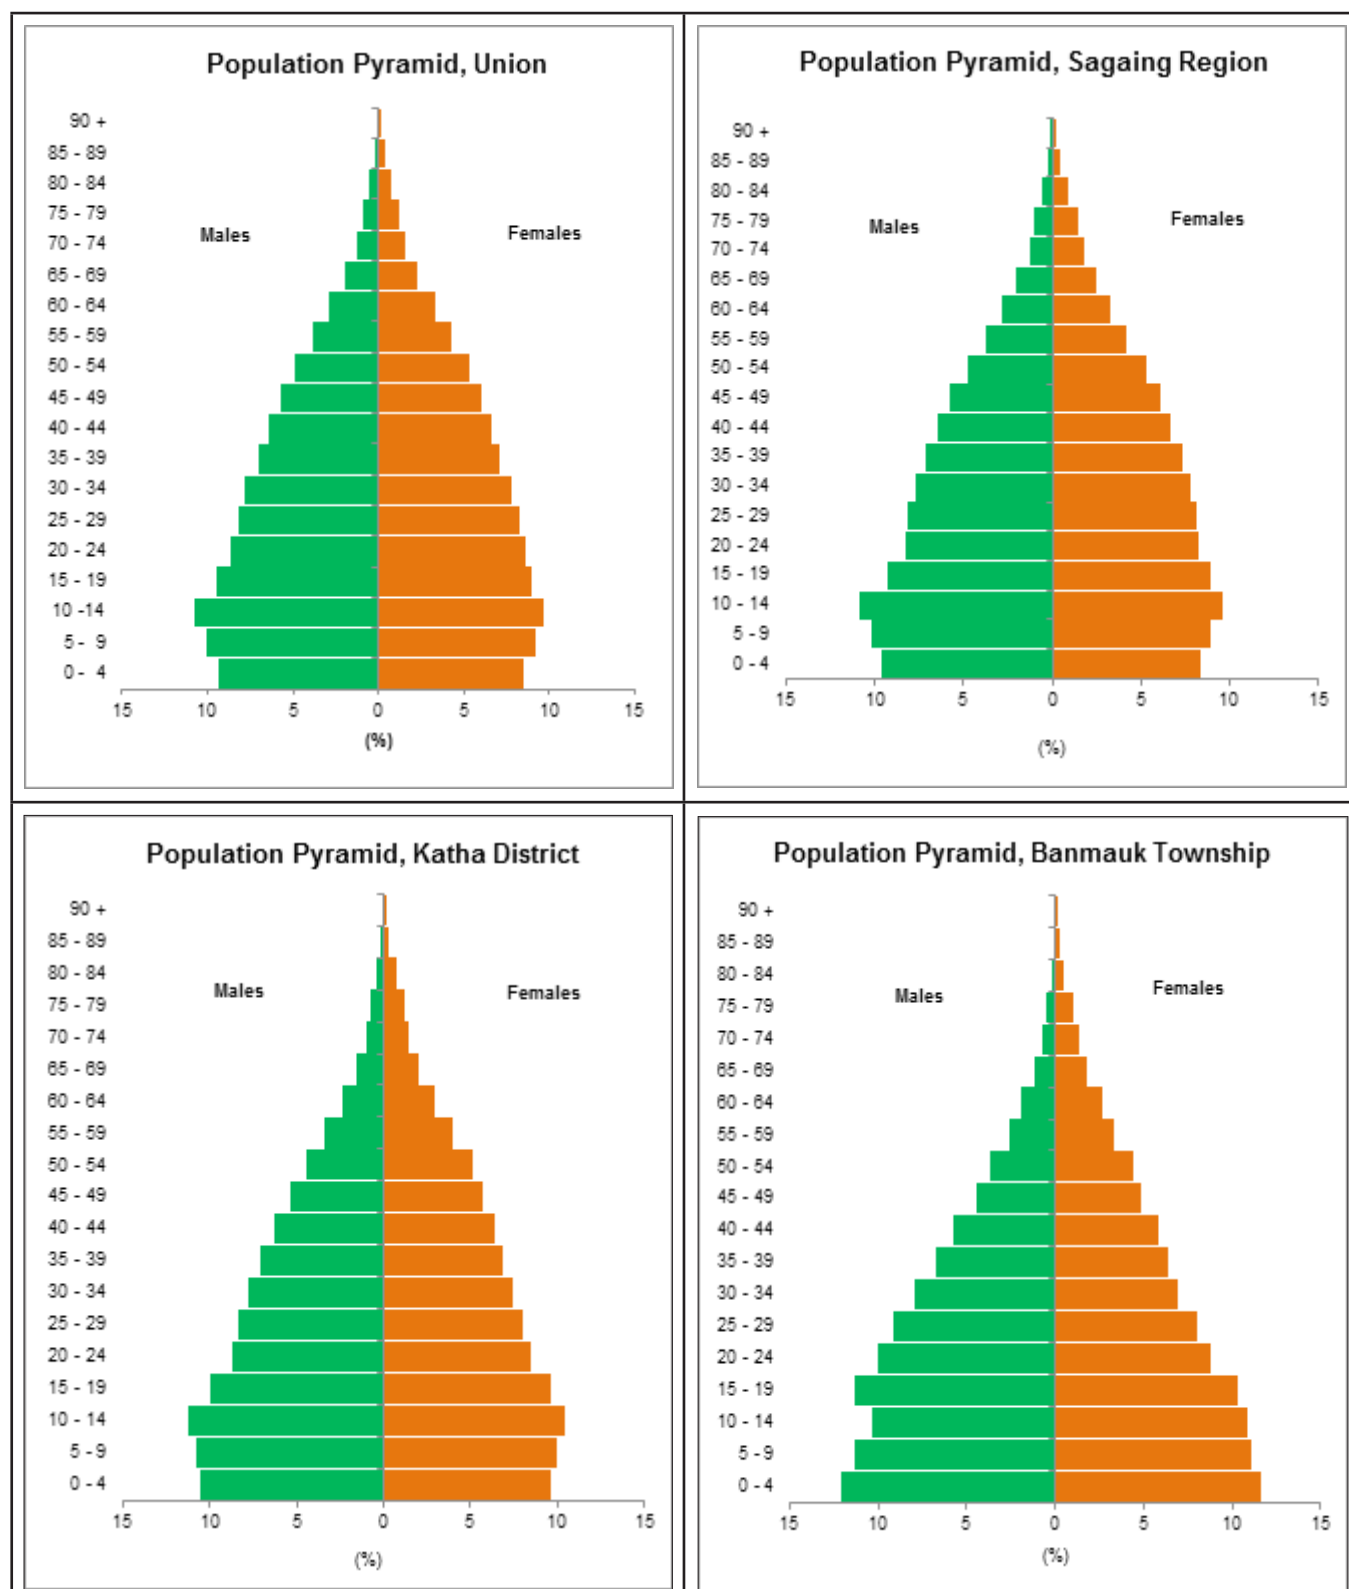 Population Pyramid, Union
90 +
85 - 89
80 - 84
75 - 79
Males
Females
70 - 74
65 - 69
60 - 64
55 - 59
50 - 54
45 - 49
40 - 44
35 - 39
30 - 34
25 - 29
20 - 24
15 - 19
10 -14
5 - 9
0 - 4
15 10 5 0 5 10 15
(%)
Population Pyramid, Sagaing Region
90 +
85 - 89
80 - 84
75 - 79
Males
Females
70 - 74
65 - 69
60 - 64
55 - 59
50 - 54
45 - 49
40 - 44
35 - 39
30 - 34
25 - 29
20 - 24
15 - 19
10 - 14
5 - 9
0 - 4
15 10 5 0 5 10 15
(%)
Population Pyramid, Katha District
90 +
85 - 89
80 - 84
Males
Females
75 - 79
70 - 74
65 - 69
60 - 64
55 - 59
50 - 54
45 - 49
40 - 44
35 - 39
30 - 34
25 - 29
20 - 24
15 - 19
10 - 14
5 - 9
0 - 4
15 10 5 0 5 10 15
(%)
Population Pyramid, Banmauk Township
90 +
85 - 89
80 - 84
Males
Females
75 - 79
70 - 74
65 - 69
60 - 64
55 - 59
50 - 54
45 - 49
40 - 44
35 - 39
30 - 34
25 - 29
20 - 24
15 - 19
10 - 14
5 - 9
0 - 4
15 10 5 0 5 10 15
(%)